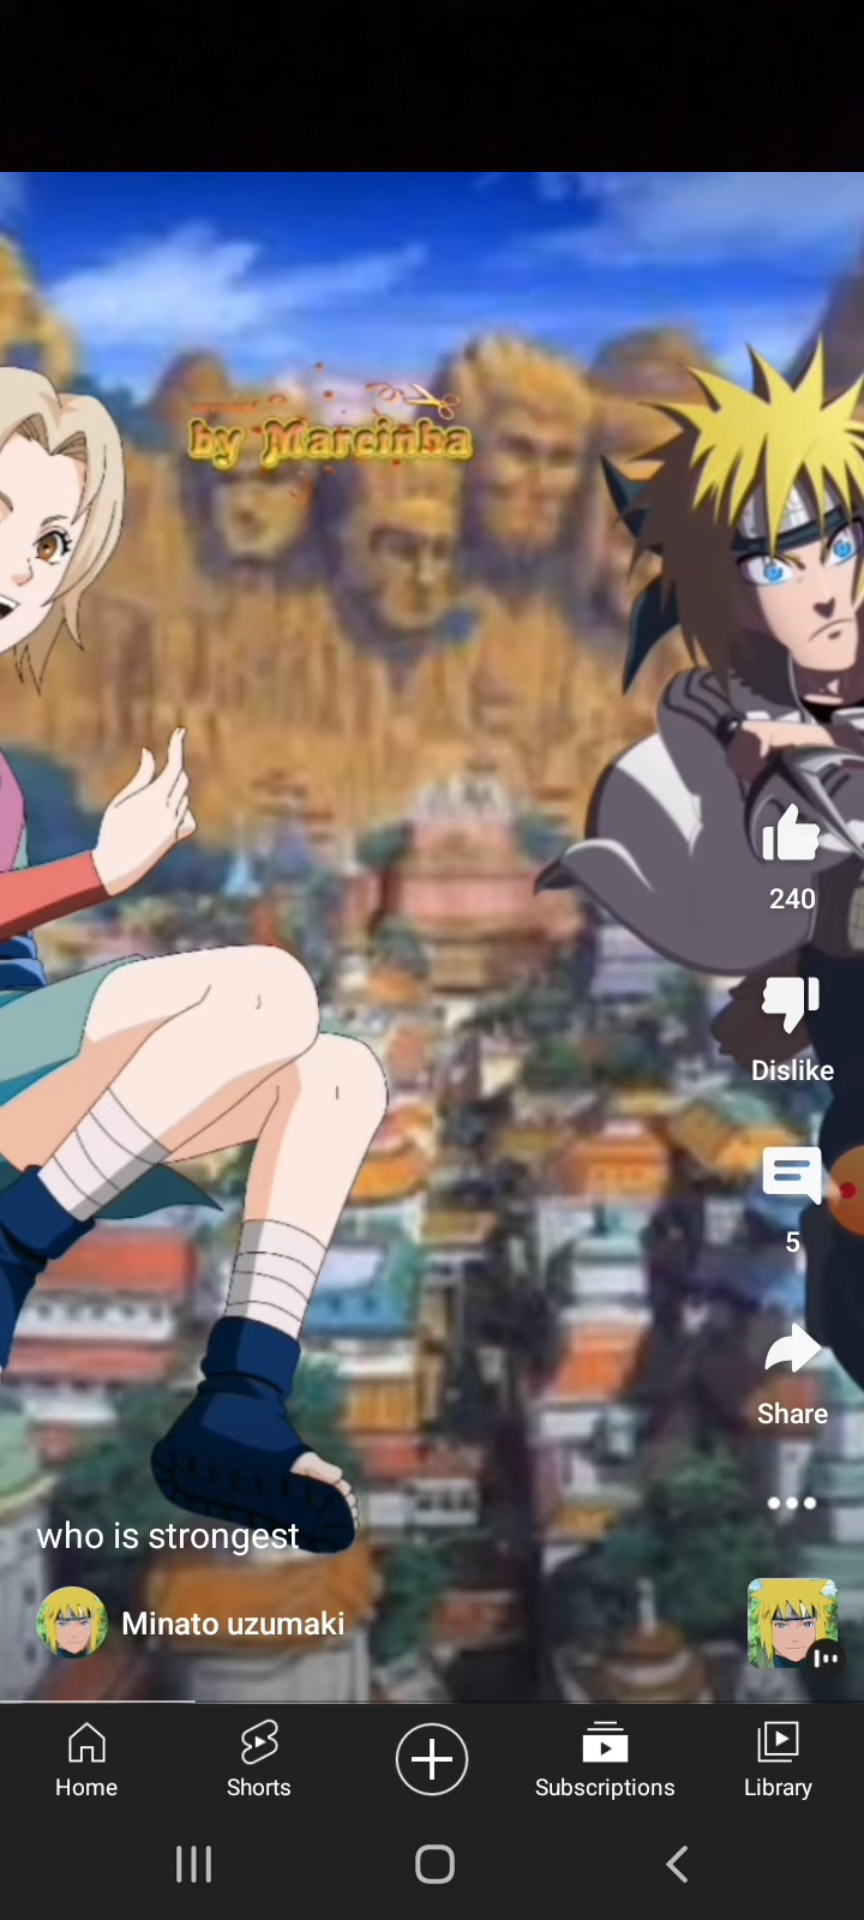 by Marcinha
240
Dislike
5
Share
who is strongest
Minato uzumaki
Home
Shorts
Subscriptions
Library